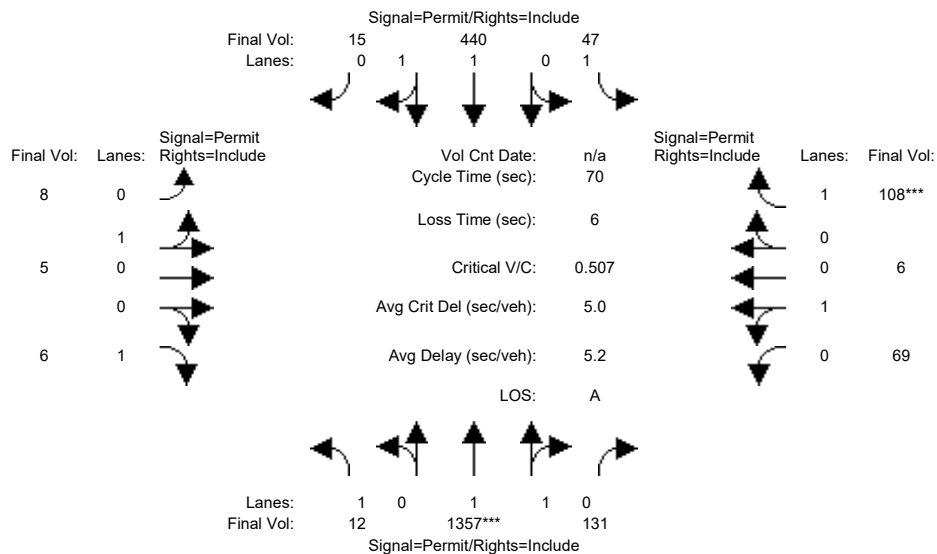 Signal=Permit/Rights=Include
Final Vol: 15 440 47
Lanes: 0 1 1 0 1
Signal=Permit
Final Vol: Lanes: Rights=Include
Vol Cnt Date: n/a
Signal=Permit
Rights=Include Lanes: Final Vol:
Cycle Time (sec): 70
8 0
1 108***
Loss Time (sec): 6
1
0
5 0
Critical V/C: 0.507
0 6
0
Avg Crit Del (sec/veh): 5.0
1
6 1
Avg Delay (sec/veh): 5.2
0 69
LOS: A
Lanes: 1 0 1 1 0
Final Vol: 12 1357*** 131
Signal=Permit/Rights=Include